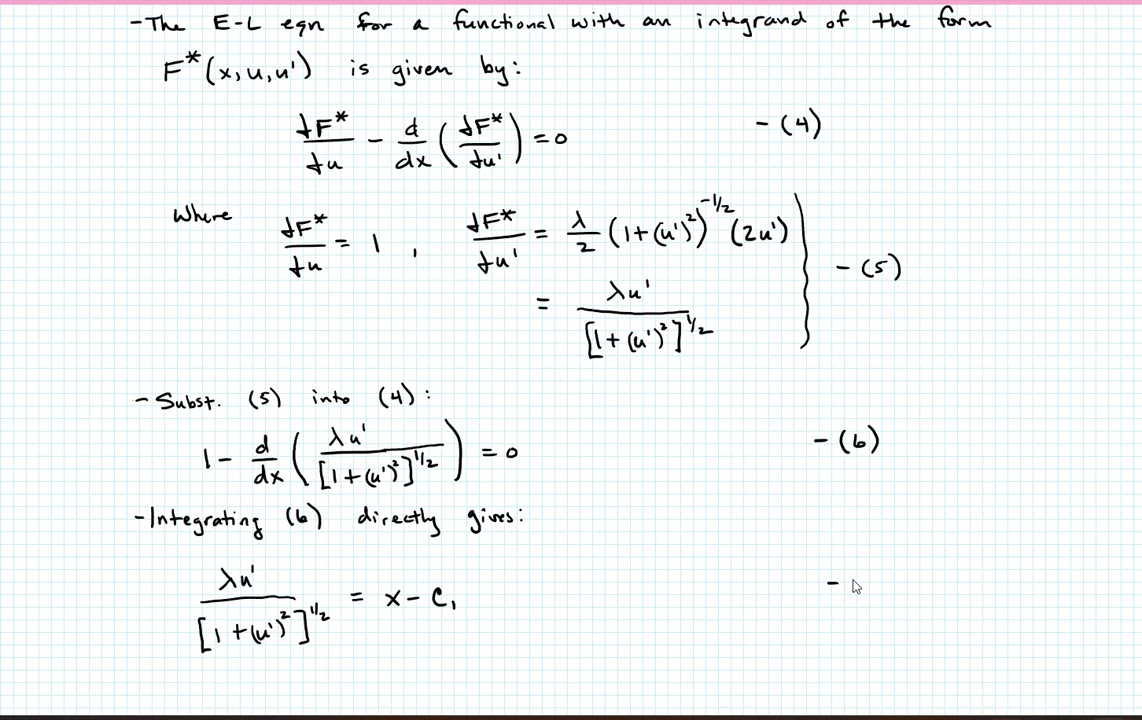 - The E-L eqn for a functional with an integrand of the form
F*(x, u, u') is given by:
∂F*/∂u - d/dx (∂F*/∂u') = 0 - (4)
Where ∂F*/∂u = 1 , ∂F*/∂u' = λ/2 (1+(u')²)^(-1/2) (2u')
= λu' / [1+(u')²]^(1/2) - (5)
- Subst. (5) into (4):
1 - d/dx (λu' / [1+(u')²]^(1/2)) = 0 - (6)
- Integrating (6) directly gives:
λu' / [1+(u')²]^(1/2) = x - c₁ -